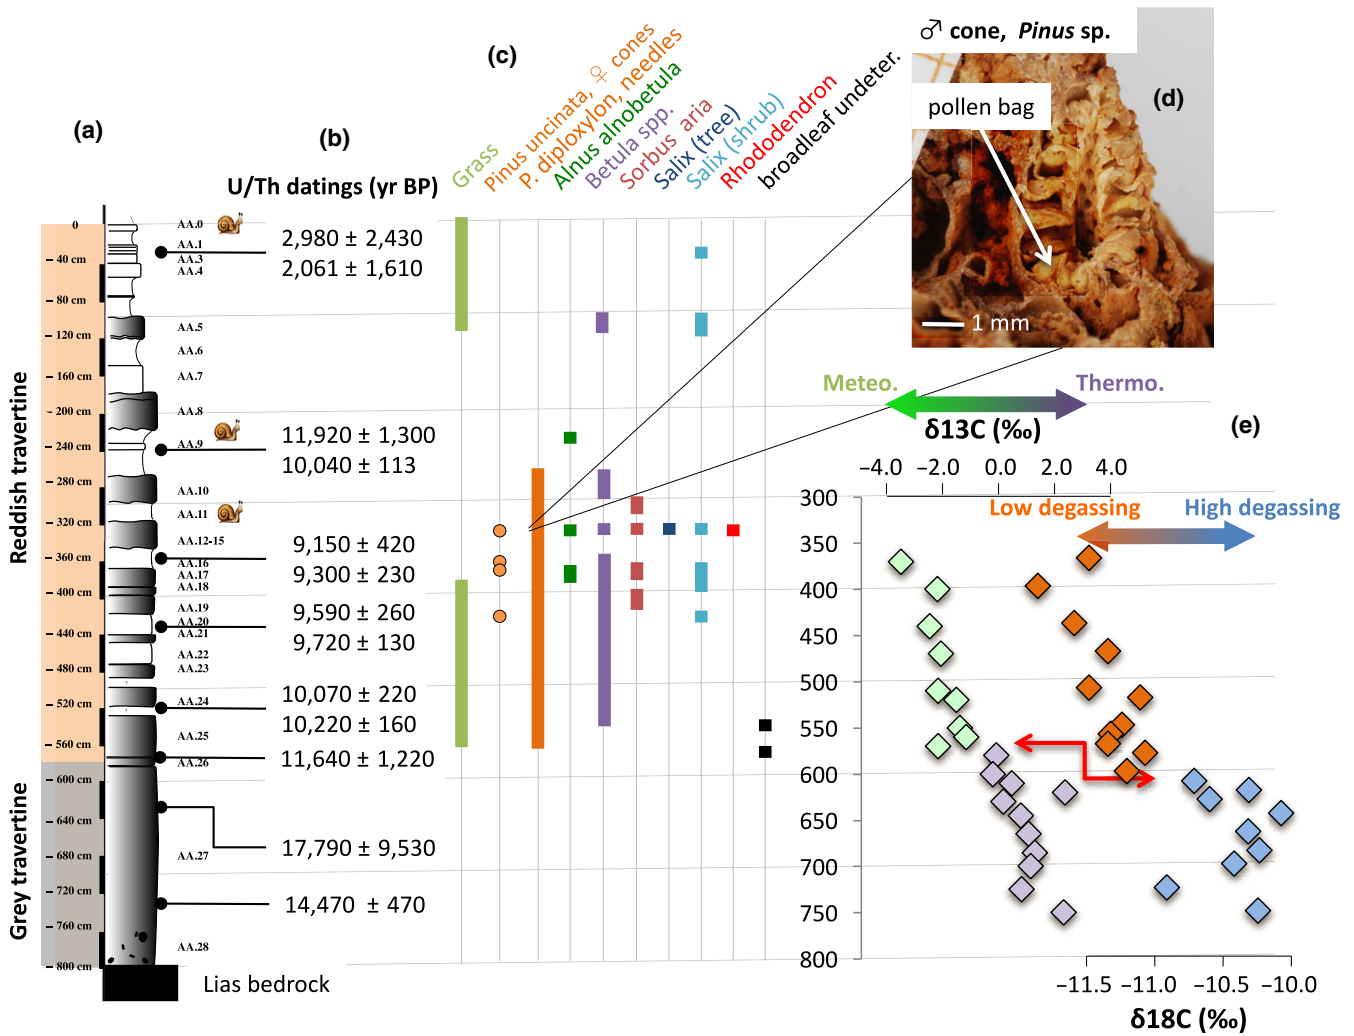 (a)
(b)
U/Th datings (yr BP)
(c)
Grass
Pinus uncinata, ♀ cones
P. diploxylon, needles
Alnus alnobetula
Betula spp.
Sorbus aria
Salix (tree)
Salix (shrub)
Rhododendron
broadleaf undeter.
♂ cone, Pinus sp.
(d)
pollen bag
1 mm
Reddish travertine
Grey travertine
0
– 40 cm
– 80 cm
– 120 cm
– 160 cm
– 200 cm
– 240 cm
– 280 cm
– 320 cm
– 360 cm
– 400 cm
– 440 cm
– 480 cm
– 520 cm
– 560 cm
– 600 cm
– 640 cm
– 680 cm
– 720 cm
– 760 cm
– 800 cm
AA.0
AA.1
AA.3
AA.4
AA.5
AA.6
AA.7
AA.8
AA.9
AA.10
AA.11
AA.12-15
AA.16
AA.17
AA.18
AA.19
AA.20
AA.21
AA.22
AA.23
AA.24
AA.25
AA.26
AA.27
AA.28
Lias bedrock
2,980 ± 2,430
2,061 ± 1,610
11,920 ± 1,300
10,040 ± 113
9,150 ± 420
9,300 ± 230
9,590 ± 260
9,720 ± 130
10,070 ± 220
10,220 ± 160
11,640 ± 1,220
17,790 ± 9,530
14,470 ± 470
Meteo.
Thermo.
δ13C (‰)
(e)
–4.0
–2.0
0.0
2.0
4.0
Low degassing
High degassing
300
350
400
450
500
550
600
650
700
750
800
–11.5
–11.0
–10.5
–10.0
δ18C (‰)